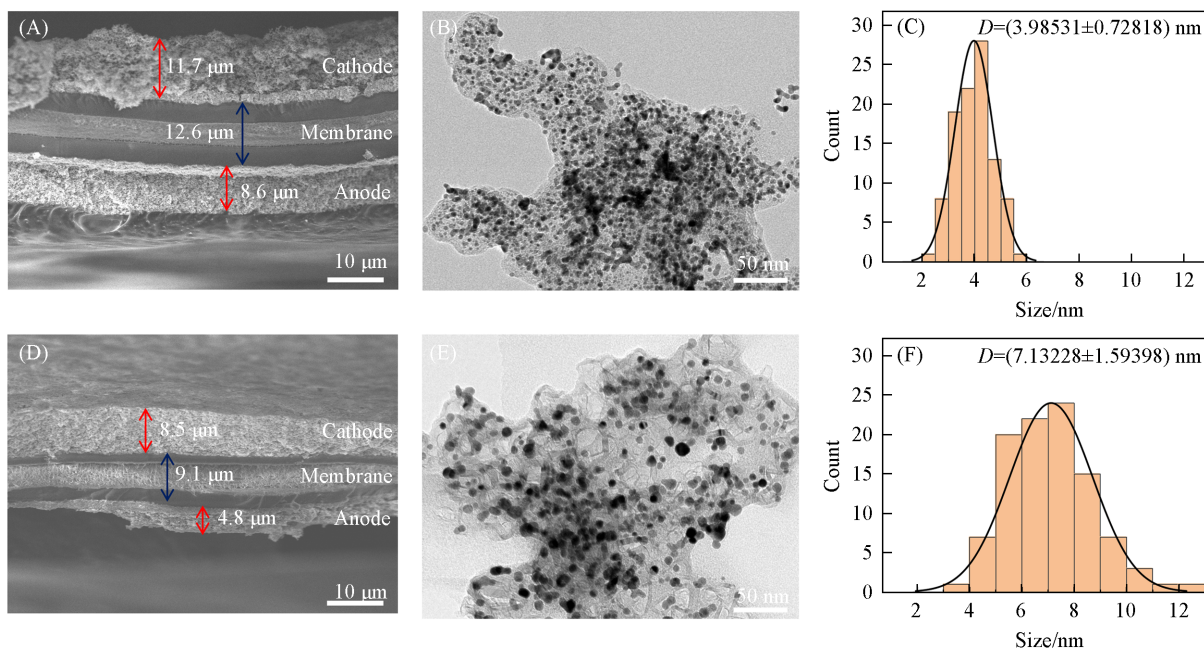 (A)
11.7 μm
Cathode
12.6 μm
Membrane
8.6 μm
Anode
10 μm
(B)
50 nm
(C)
D=(3.98531±0.72818) nm
Count
30
25
20
15
10
5
0
2 4 6 8 10 12
Size/nm
(D)
8.5 μm
Cathode
9.1 μm
Membrane
4.8 μm
Anode
10 μm
(E)
50 nm
(F)
D=(7.13228±1.59398) nm
Count
30
25
20
15
10
5
0
2 4 6 8 10 12
Size/nm